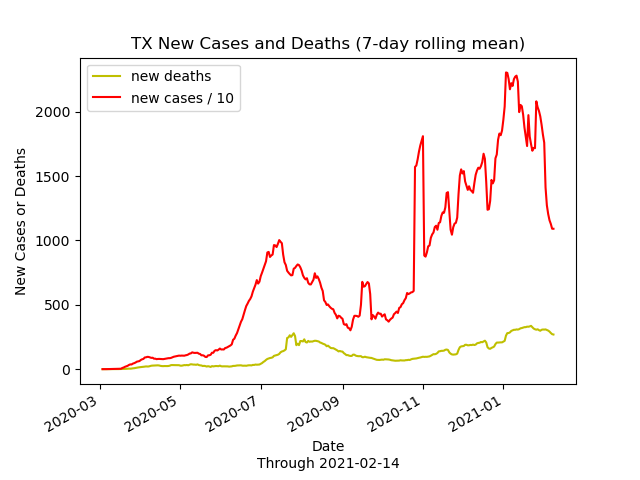 TX New Cases and Deaths (7-day rolling mean)
new deaths
new cases / 10
2000
1500
1000
500
0
New Cases or Deaths
2020-03
2020-05
2020-07
2020-09
2020-11
2021-01
Date
Through 2021-02-14